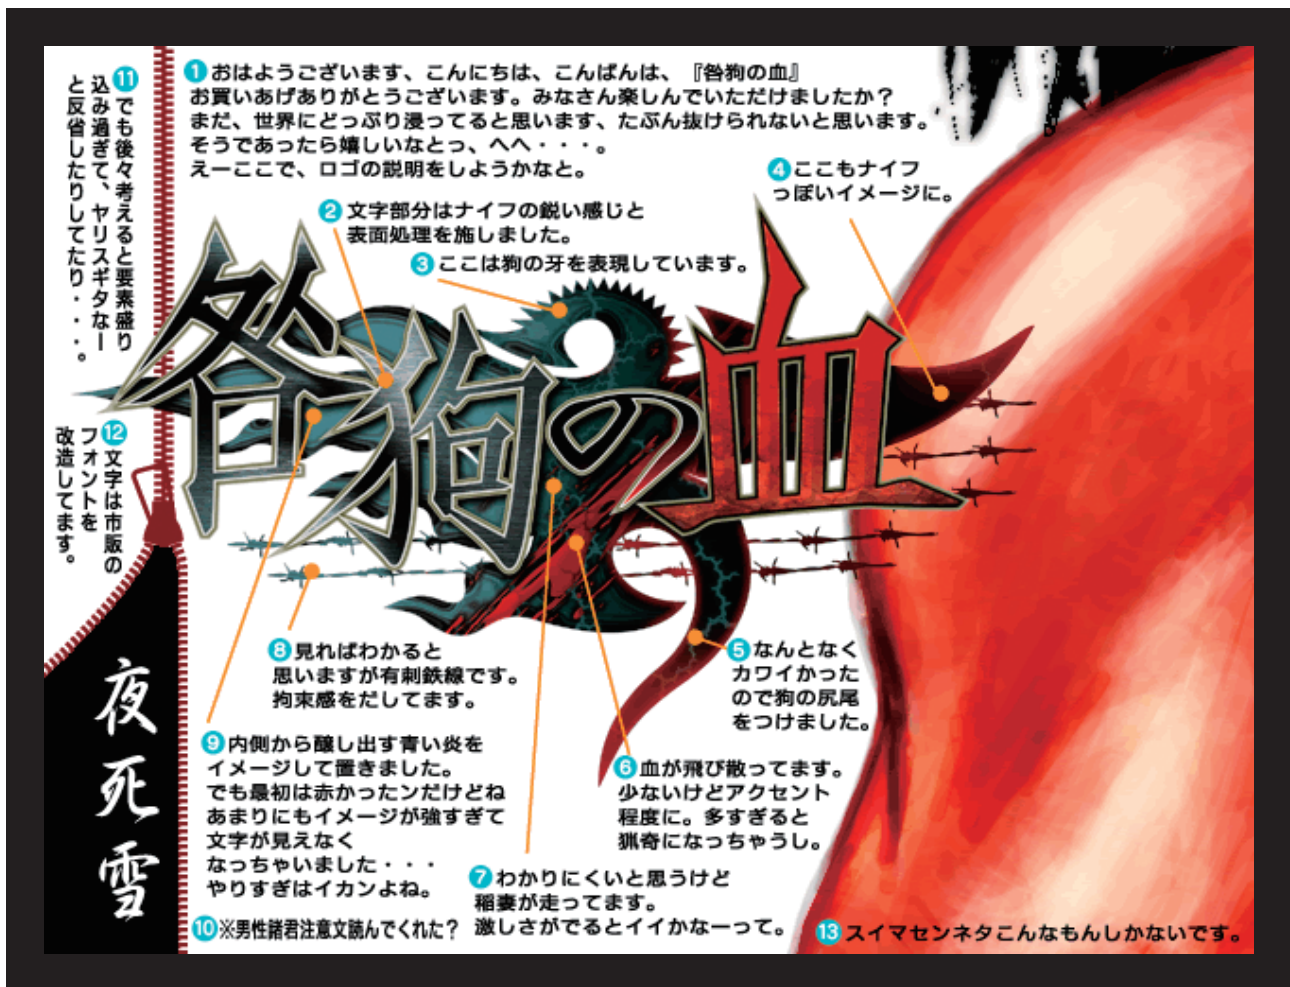 ①おはようございます、こんにちは、こんばんは、『咎狗の血』
お買いあげありがとうございます。みなさん楽しんでいただけましたか？
まだ、世界にどっぷり浸ってると思います、たぶん抜けられないと思います。
そうであったら嬉しいなとっ、へへ・・・。
えーここで、ロゴの説明をしようかなと。
②文字部分はナイフの鋭い感じと
表面処理を施しました。
③ここは狗の牙を表現しています。
④ここもナイフ
っぽいイメージに。
咎狗の血
⑤なんとなく
カワイかった
ので狗の尻尾
をつけました。
⑥血が飛び散ってます。
少ないけどアクセント
程度に。多すぎると
猟奇になっちゃうし。
⑦わかりにくいと思うけど
稲妻が走ってます。
激しさがでるとイイかなーって。
⑧見ればわかると
思いますが有刺鉄線です。
拘束感をだしてます。
⑨内側から醸し出す青い炎を
イメージして置きました。
でも最初は赤かったンだけどね
あまりにもイメージが強すぎて
文字が見えなく
なっちゃいました・・・
やりすぎはイカンよね。
⑩※男性諸君注意文読んでくれた？
⑪でも後々考えると要素盛り
込み過ぎて、ヤリスギタなー
と反省したりしてたり・・・。
⑫文字は市販の
フォントを
改造してます。
⑬スイマセンネタこんなもんしかないです。
夜死雪